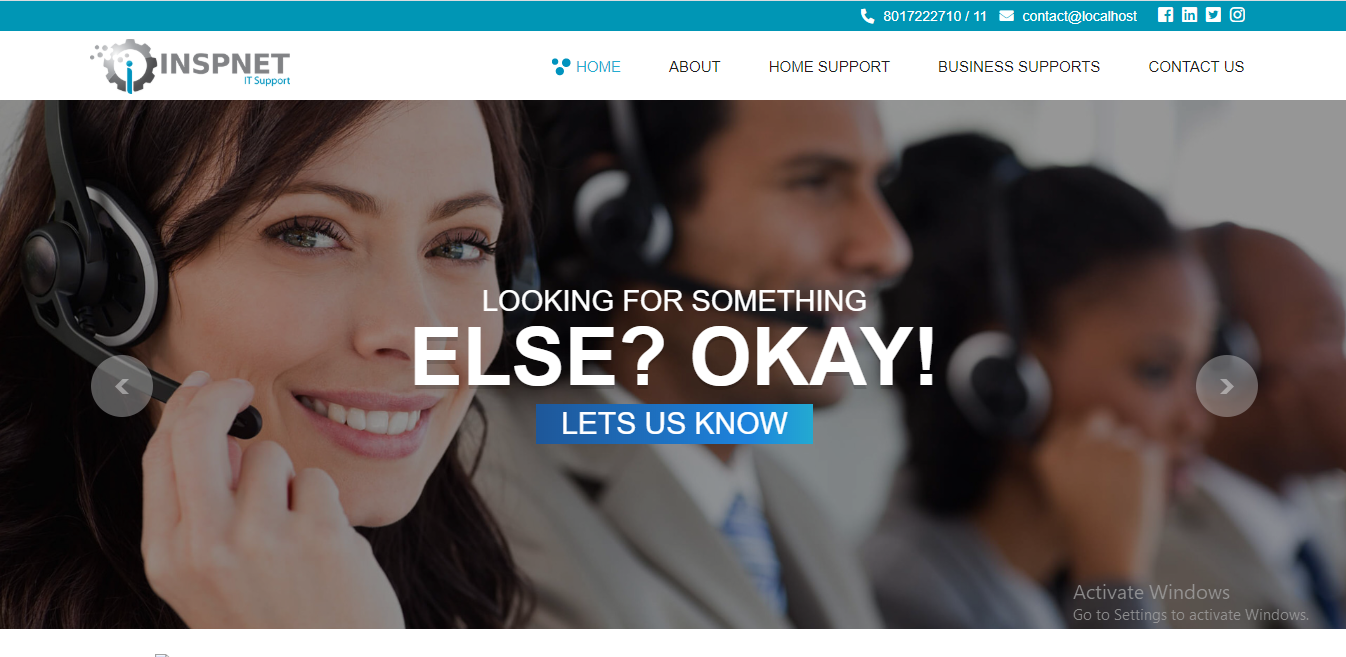 8017222710 / 11 contact@localhost
INSPNET
IT Support
HOME ABOUT HOME SUPPORT BUSINESS SUPPORTS CONTACT US
LOOKING FOR SOMETHING
ELSE? OKAY!
LETS US KNOW
Activate Windows
Go to Settings to activate Windows.